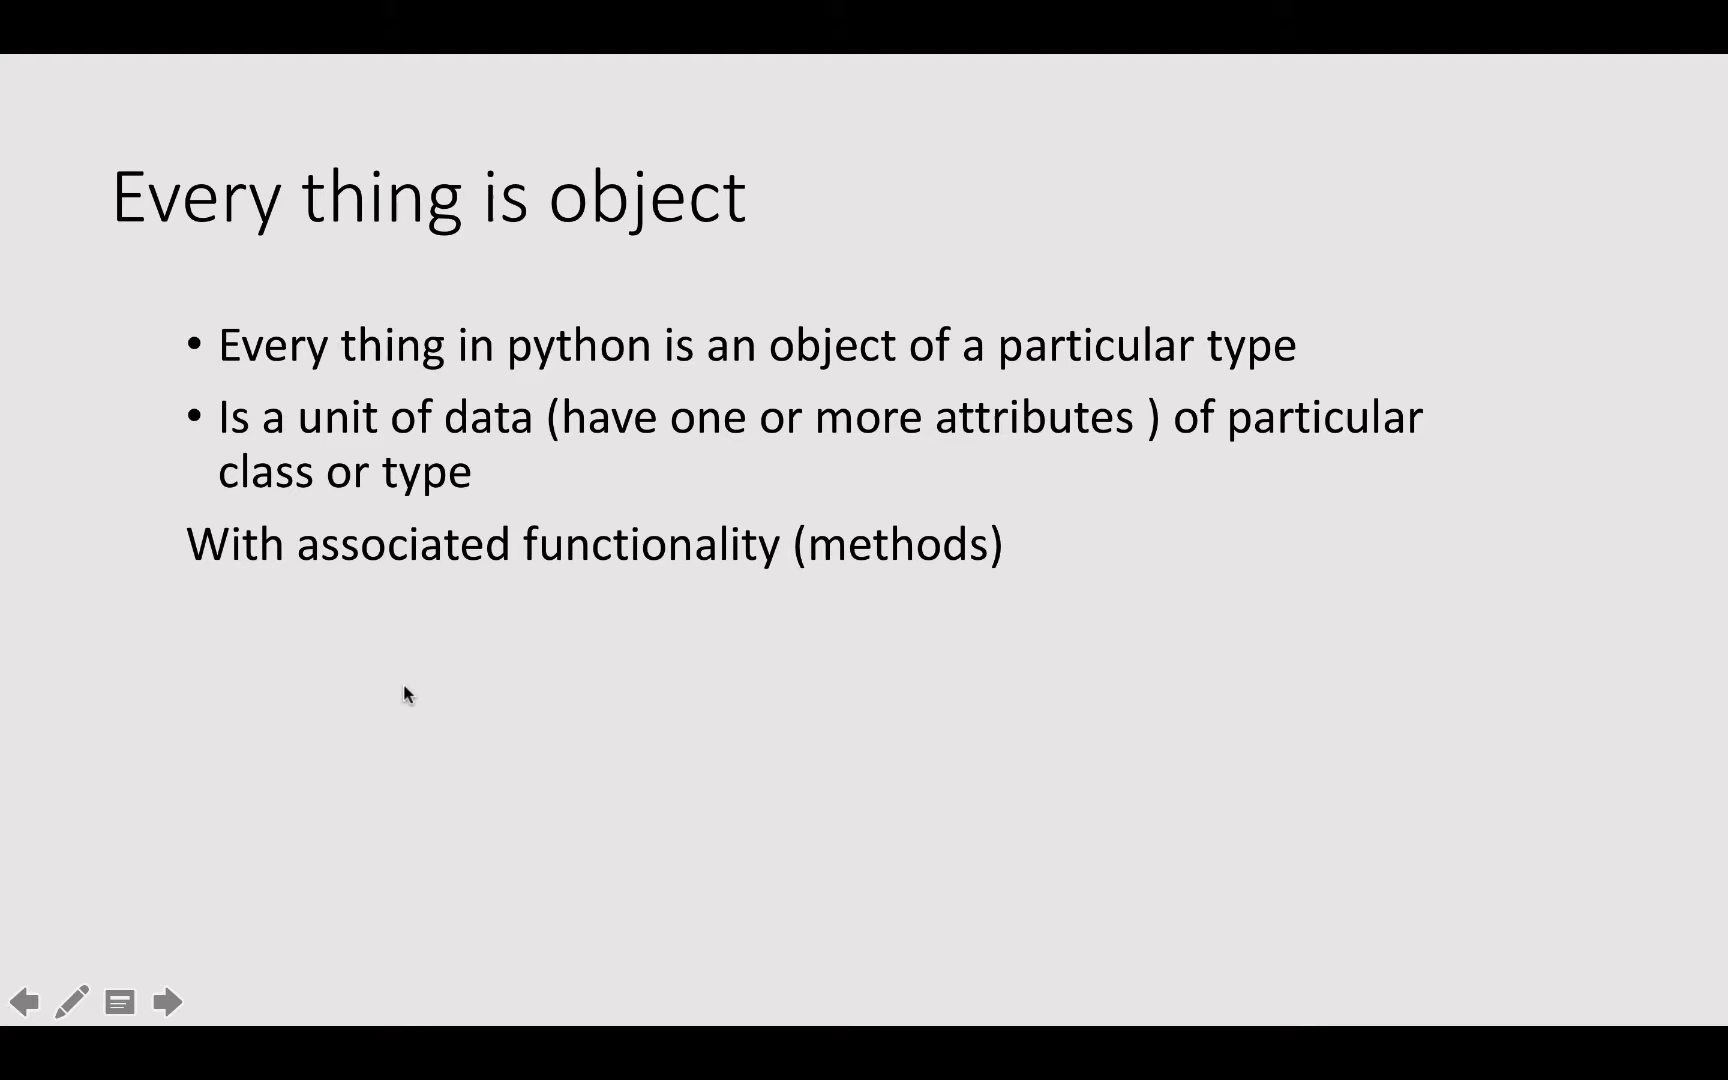 Every thing is object
• Every thing in python is an object of a particular type
• Is a unit of data (have one or more attributes ) of particular
class or type
With associated functionality (methods)